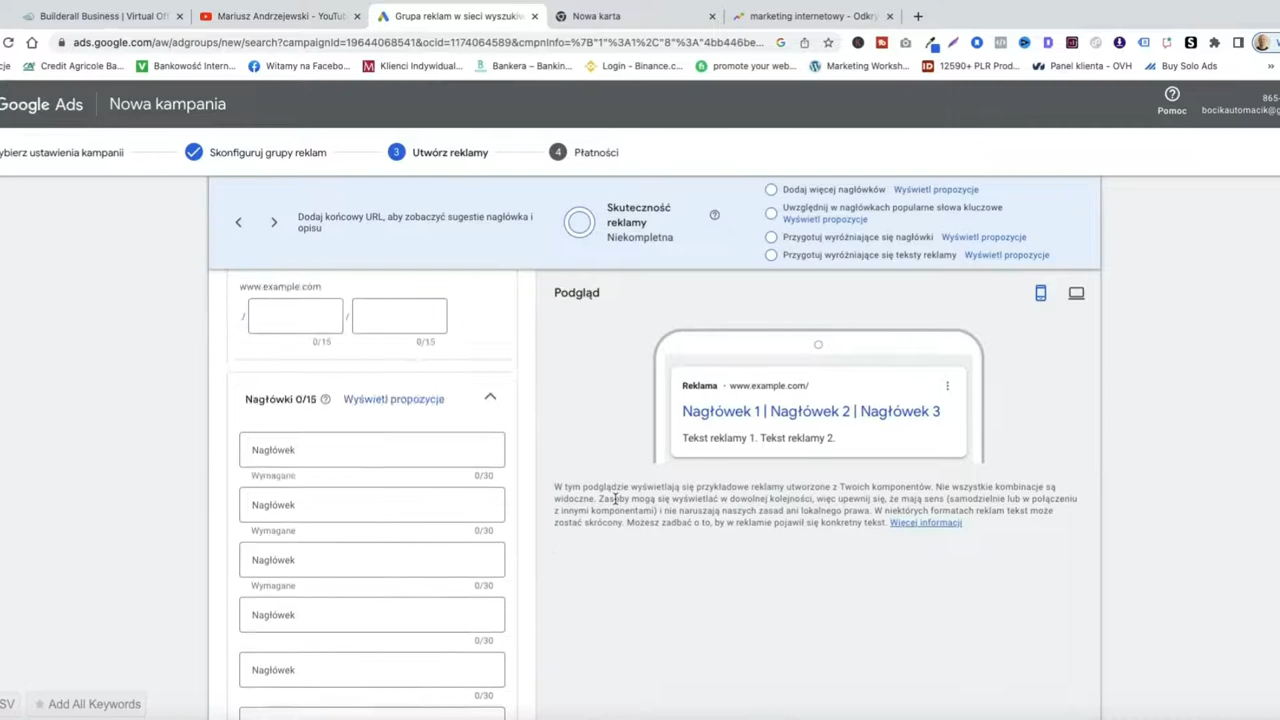 Builderall Business | Virtual Of
Mariusz Andrzejewski - YouTu
Grupa reklam w sieci wyszukiw
Nowa karta
marketing internetowy - Odkry
ads.google.com/aw/adgroups/new/search?campaignId=19644068541&ocid=1174064589&cmpnInfo=%7B"1"%3A1%2C"8"%3A"4bb446be...
Credit Agricole Ba...
Bankowość Intern...
Witamy na Facebo...
Klienci Indywidual...
Bankera – Bankin...
Login - Binance.c...
promote your web...
Marketing Worksh...
12590+ PLR Prod...
Panel klienta - OVH
Buy Solo Ads
»
Google Ads
Nowa kampania
Pomoc
865-
bocikautomacik@g
ybierz ustawienia kampanii
Skonfiguruj grupy reklam
3 Utwórz reklamy
4 Płatności
Dodaj końcowy URL, aby zobaczyć sugestie nagłówka i
opisu
Skuteczność
reklamy
Niekompletna
Dodaj więcej nagłówków Wyświetl propozycje
Uwzględnij w nagłówkach popularne słowa kluczowe
Wyświetl propozycje
Przygotuj wyróżniające się nagłówki Wyświetl propozycje
Przygotuj wyróżniające się teksty reklamy Wyświetl propozycje
www.example.com
/ /
0/15 0/15
Nagłówki 0/15 Wyświetl propozycje
Nagłówek
Wymagane 0/30
Nagłówek
Wymagane 0/30
Nagłówek
Wymagane 0/30
Nagłówek
0/30
Nagłówek
0/30
Podgląd
Reklama · www.example.com/
Nagłówek 1 | Nagłówek 2 | Nagłówek 3
Tekst reklamy 1. Tekst reklamy 2.
W tym podglądzie wyświetlają się przykładowe reklamy utworzone z Twoich komponentów. Nie wszystkie kombinacje są
widoczne. Zasoby mogą się wyświetlać w dowolnej kolejności, więc upewnij się, że mają sens (samodzielnie lub w połączeniu
z innymi komponentami) i nie naruszają naszych zasad ani lokalnego prawa. W niektórych formatach reklam tekst może
zostać skrócony. Możesz zadbać o to, by w reklamie pojawił się konkretny tekst. Więcej informacji
SV
Add All Keywords